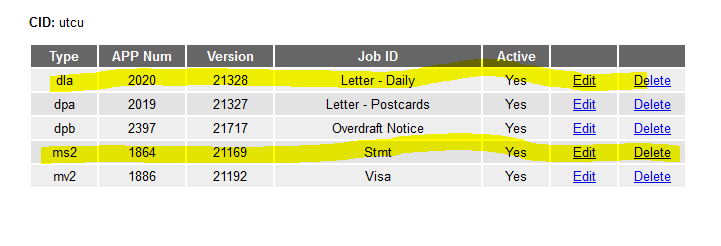 CID: utcu
Type APP Num Version Job ID Active
dla 2020 21328 Letter - Daily Yes Edit Delete
dpa 2019 21327 Letter - Postcards Yes Edit Delete
dpb 2397 21717 Overdraft Notice Yes Edit Delete
ms2 1864 21169 Stmt Yes Edit Delete
mv2 1886 21192 Visa Yes Edit Delete